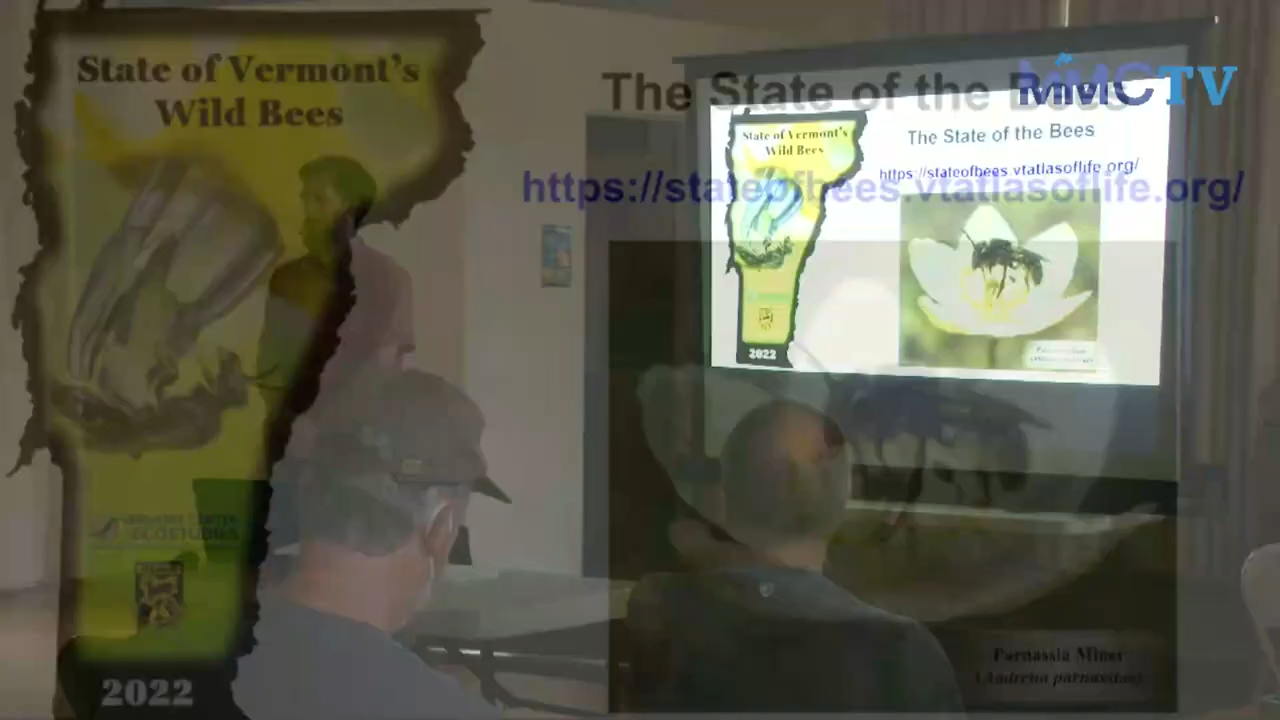 State of Vermont's
Wild Bees
2022
The State of the Bees
https://stateofbees.vtatlasoflife.org/
Parnassia Miner
(Andrena parnassiae)
MMCTV
State of Vermont's
Wild Bees
2022
The State of the Bees
https://stateofbees.vtatlasoflife.org/